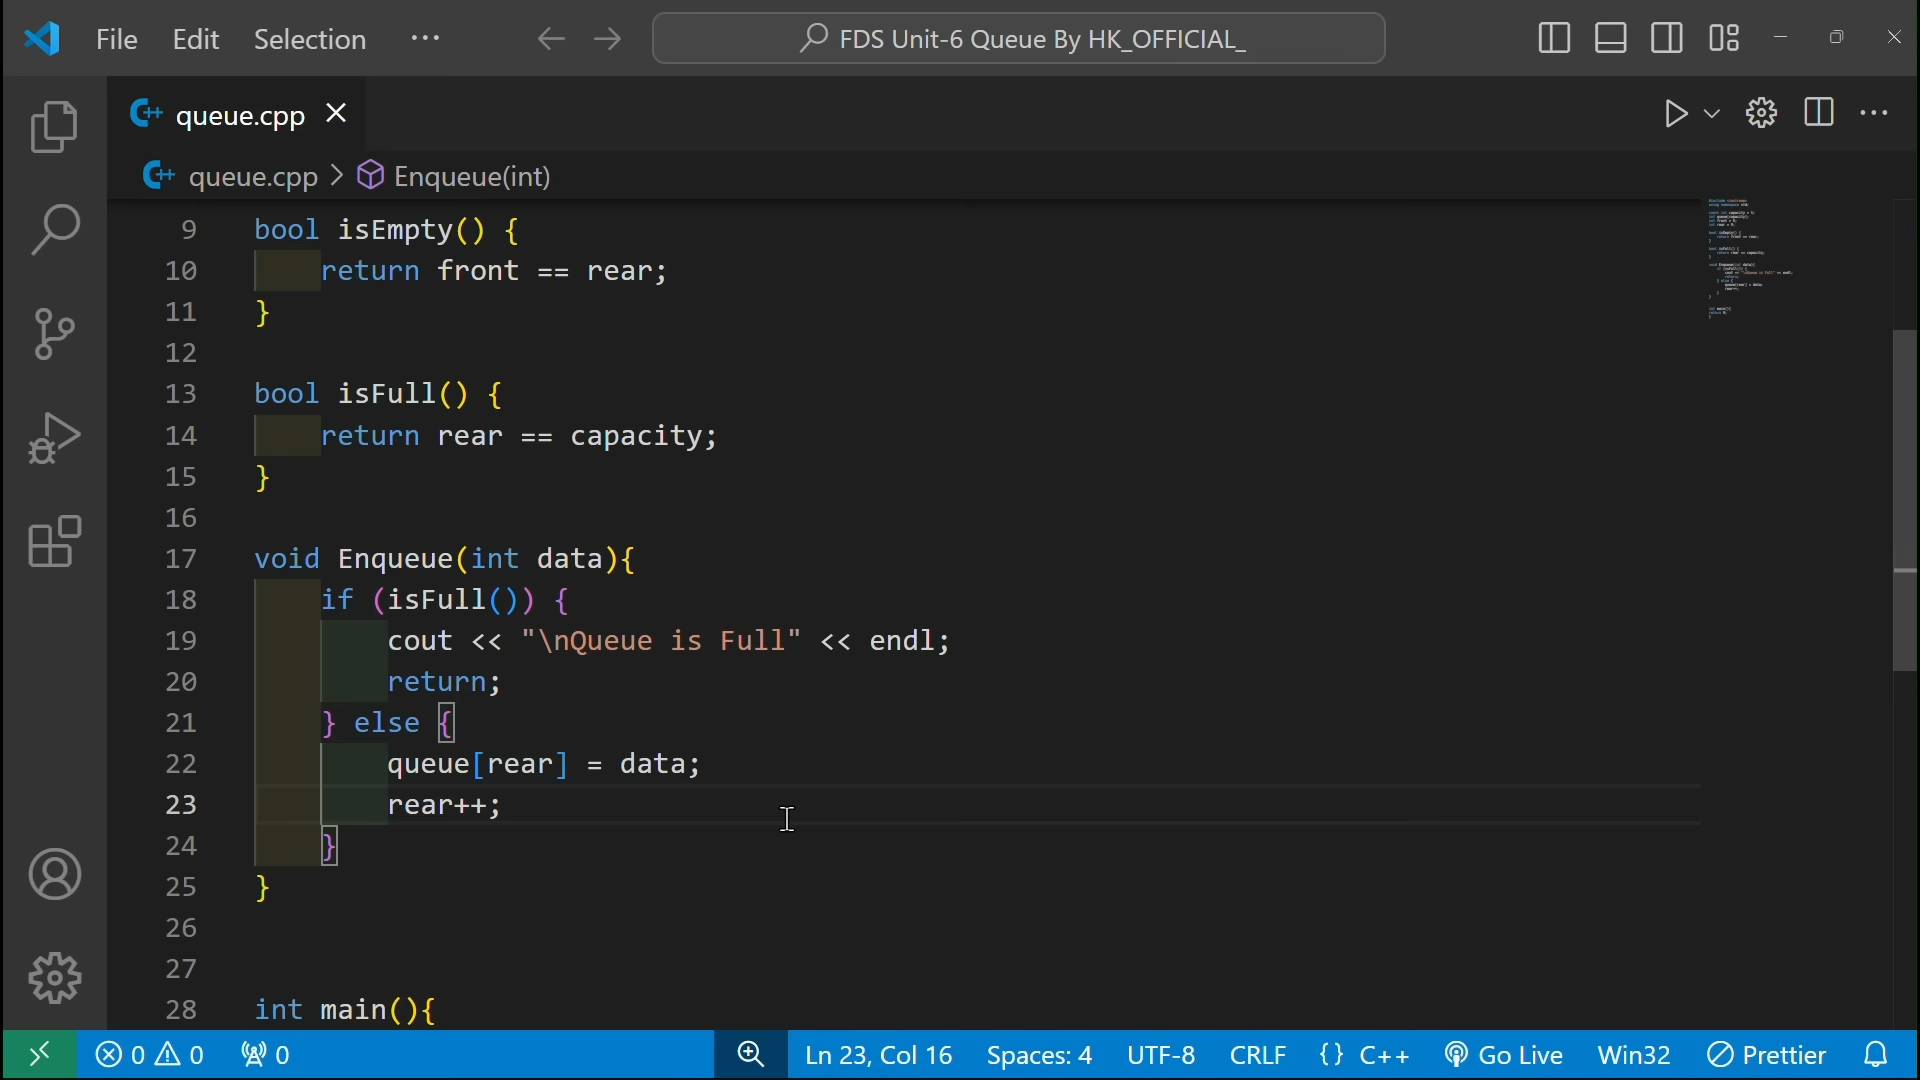 File Edit Selection ··· FDS Unit-6 Queue By HK_OFFICIAL_
queue.cpp
queue.cpp > Enqueue(int)
9 bool isEmpty() {
10 return front == rear;
11 }
12
13 bool isFull() {
14 return rear == capacity;
15 }
16
17 void Enqueue(int data){
18 if (isFull()) {
19 cout << "\nQueue is Full" << endl;
20 return;
21 } else {
22 queue[rear] = data;
23 rear++;
24 }
25 }
26
27
28 int main(){
0 0 0 Ln 23, Col 16 Spaces: 4 UTF-8 CRLF {} C++ Go Live Win32 Prettier